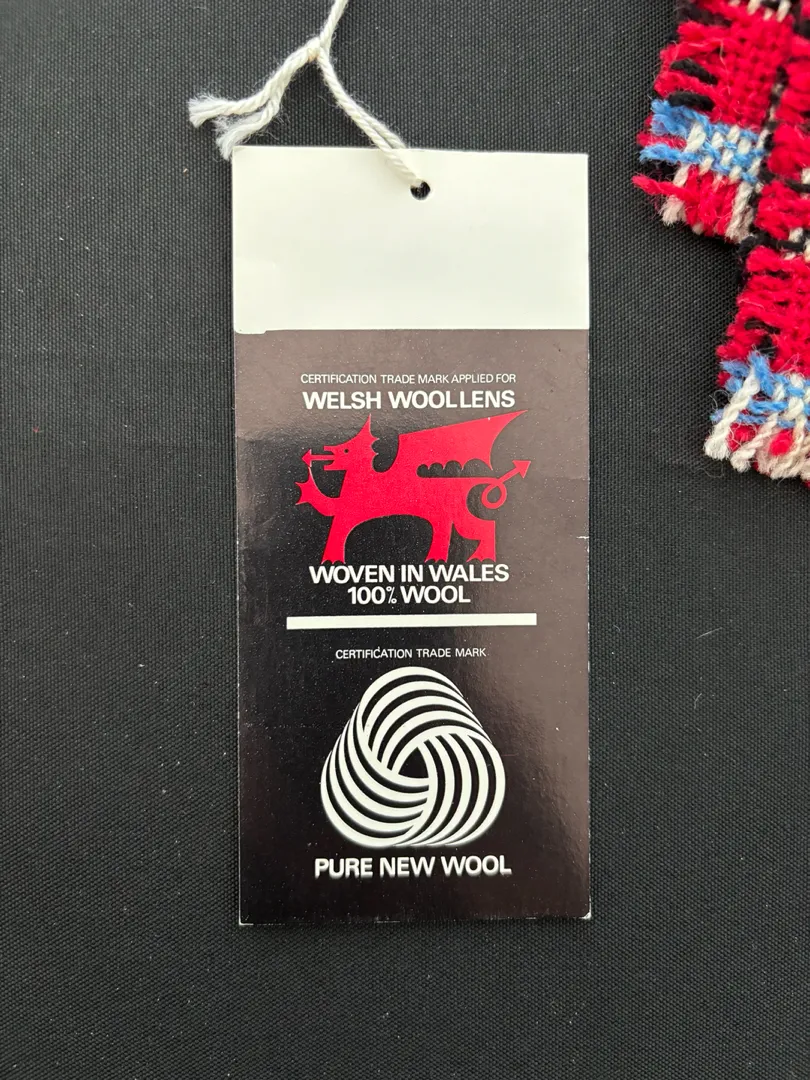 CERTIFICATION TRADE MARK APPLIED FOR
WELSH WOOLLENS
WOVEN IN WALES
100% WOOL
CERTIFICATION TRADE MARK
PURE NEW WOOL